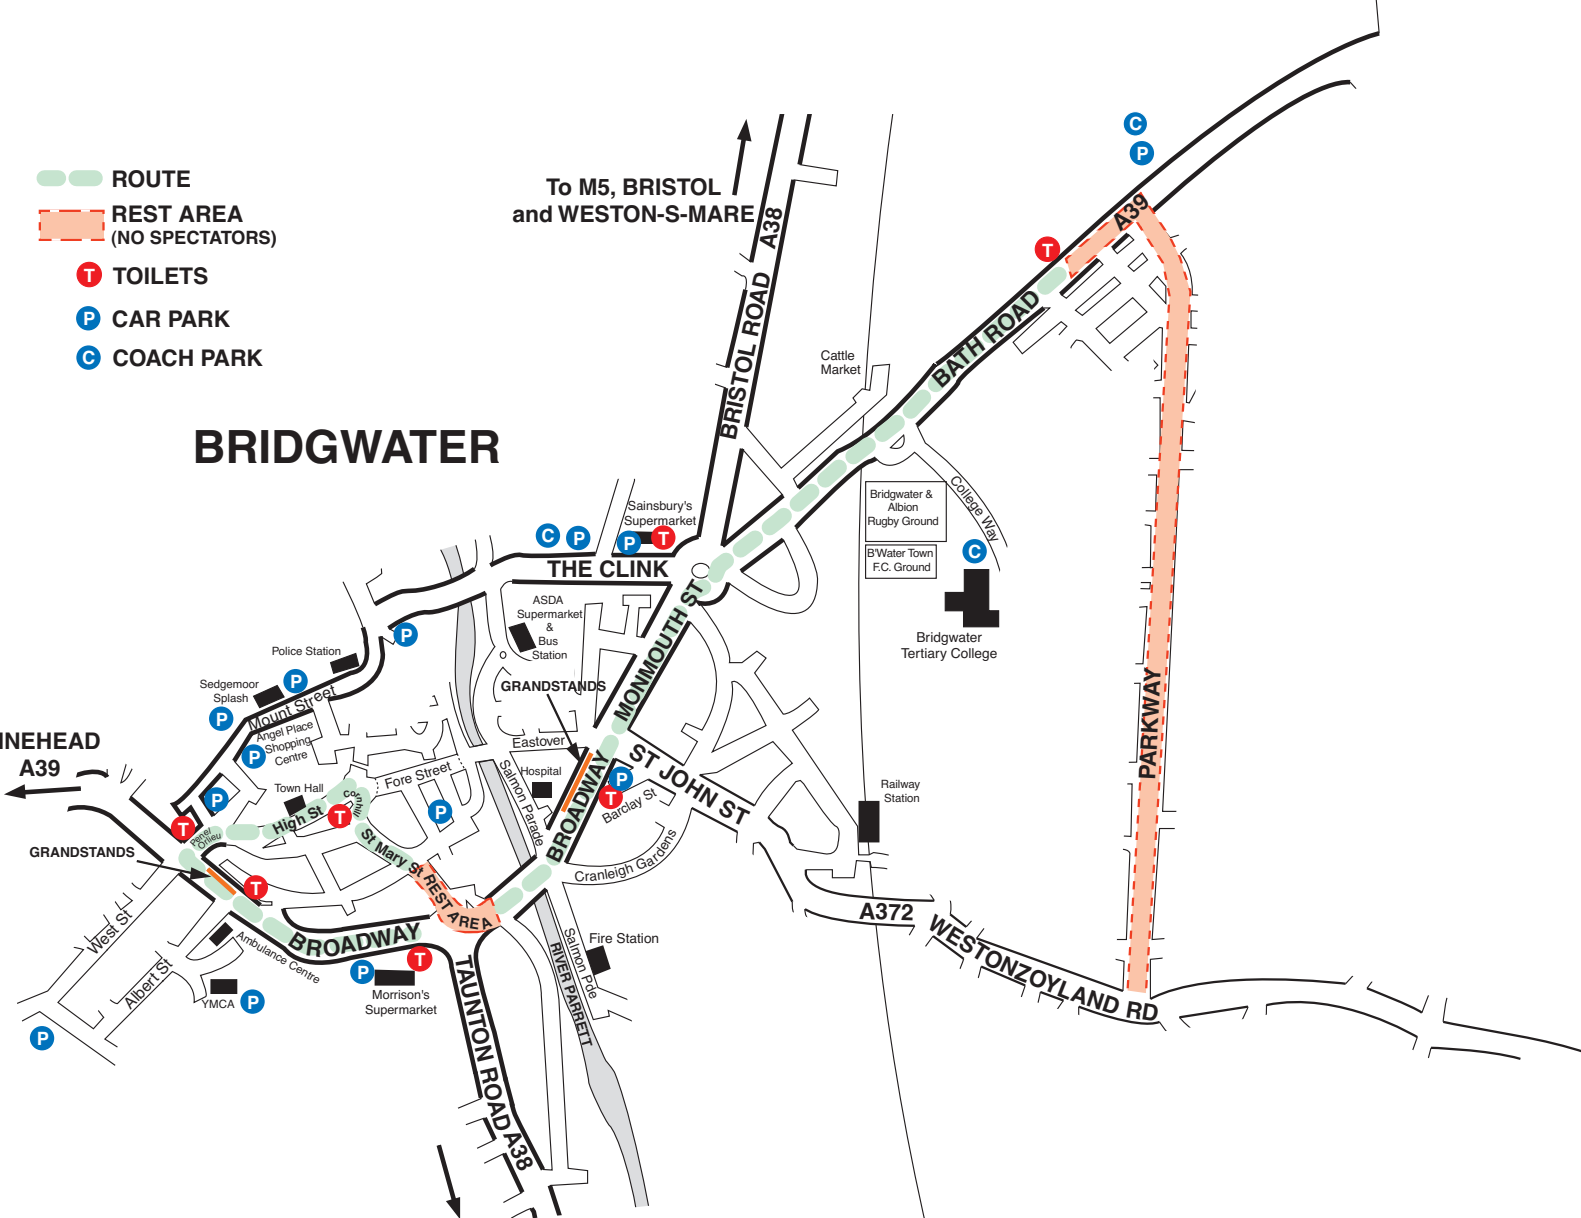 ROUTE
REST AREA
(NO SPECTATORS)
T TOILETS
P CAR PARK
C COACH PARK
BRIDGWATER
To M5, BRISTOL
and WESTON-S-MARE
BRISTOL ROAD A38
C
P
T
A39
BATH ROAD
Cattle
Market
College Way
Bridgwater &
Albion
Rugby Ground
B'Water Town
F.C. Ground
C
Bridgwater
Tertiary College
PARKWAY
Sainsbury's
Supermarket
C
P
P
T
THE CLINK
ASDA
Supermarket
&
Bus
Station
MONMOUTH ST
GRANDSTANDS
P
Police Station
P
Sedgemoor
Splash
P
Mount Street
Angel Place
Shopping
Centre
P
INEHEAD
A39
Eastover
Hospital
Salmon Parade
BROADWAY
P
T
Barclay St
ST JOHN ST
Cranleigh Gardens
Railway
Station
Fore Street
P
Town Hall
Cornhill
High St
T
P
T
Penel
Orlieu
St Mary St
GRANDSTANDS
T
REST AREA
BROADWAY
A372
WESTONZOYLAND RD
West St
Albert St
Ambulance Centre
YMCA
P
P
P
T
Morrison's
Supermarket
Fire Station
Salmon Pde
RIVER PARRETT
TAUNTON ROAD A38